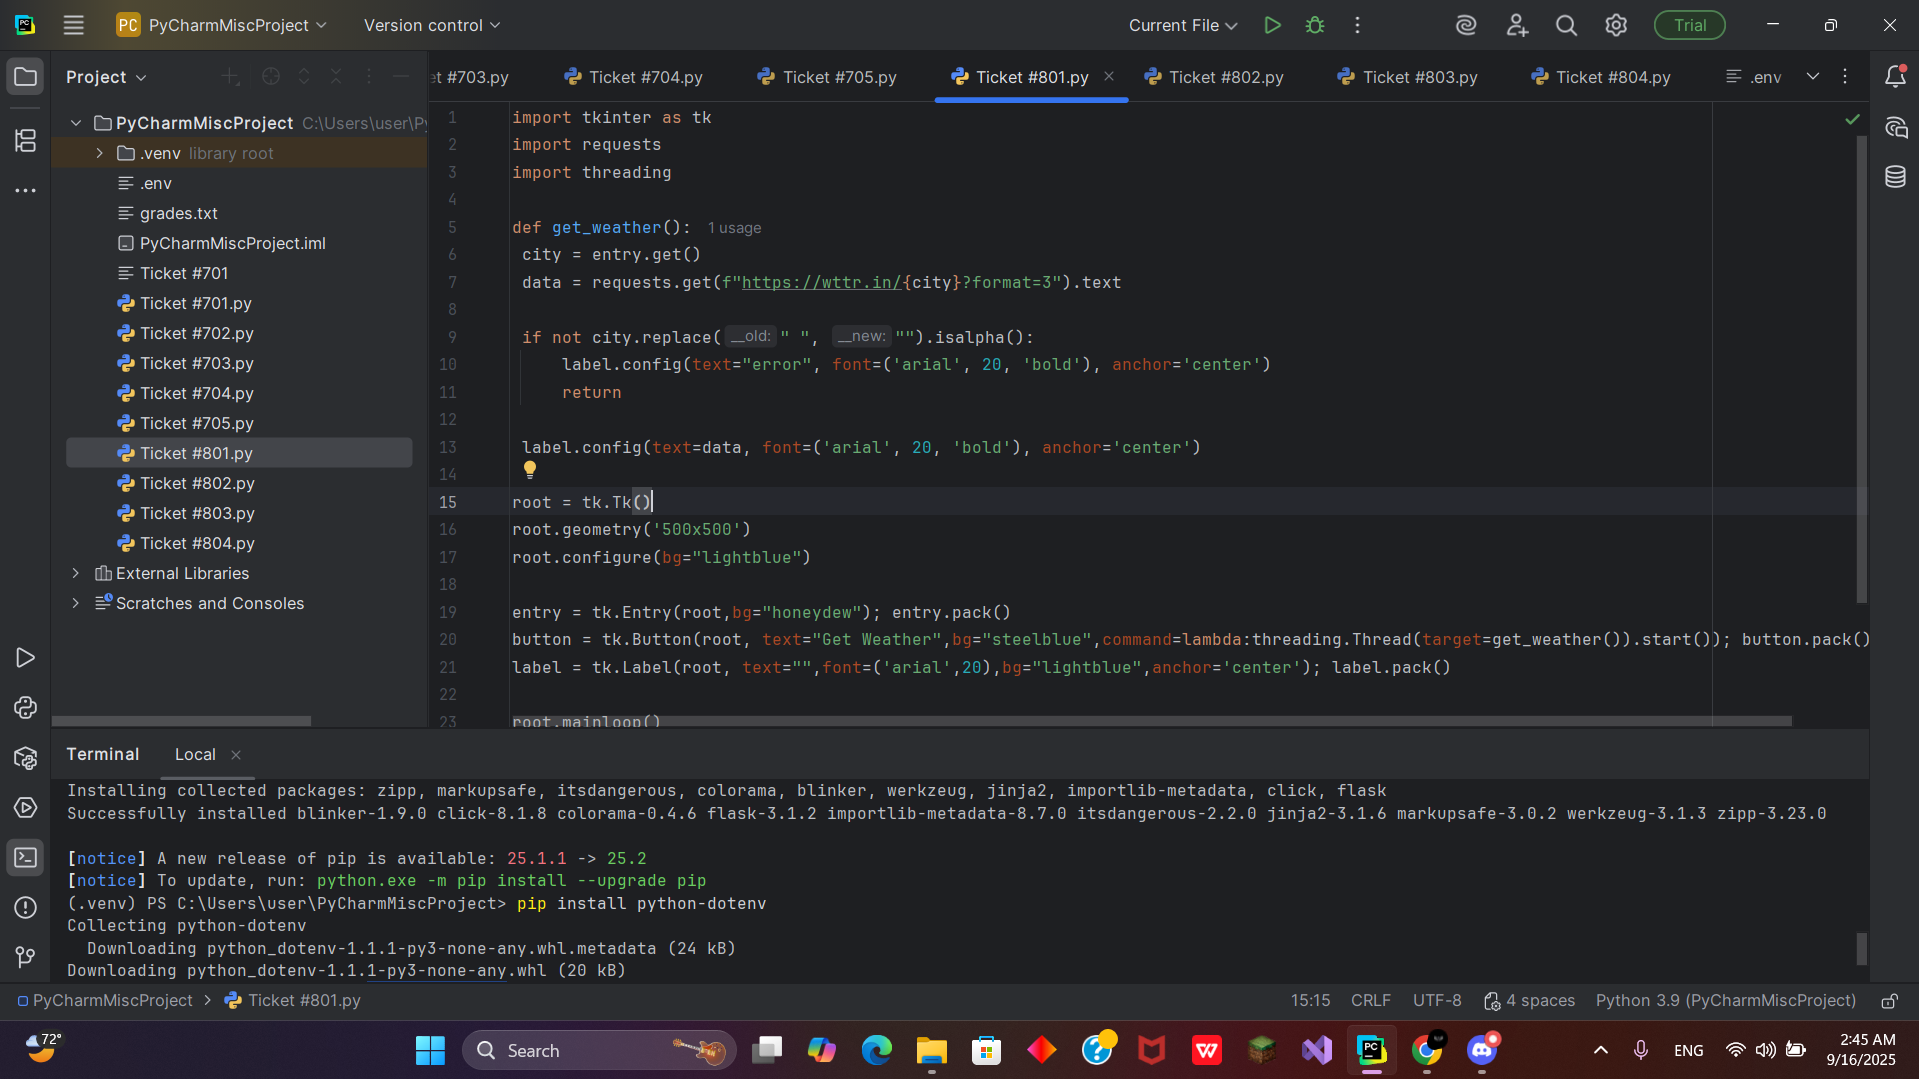 PC PyCharmMiscProject Version control Current File Trial
Project
et #703.py Ticket #704.py Ticket #705.py Ticket #801.py Ticket #802.py Ticket #803.py Ticket #804.py .env
PyCharmMiscProject C:\Users\user\Py
.venv library root
.env
grades.txt
PyCharmMiscProject.iml
Ticket #701
Ticket #701.py
Ticket #702.py
Ticket #703.py
Ticket #704.py
Ticket #705.py
Ticket #801.py
Ticket #802.py
Ticket #803.py
Ticket #804.py
External Libraries
Scratches and Consoles
1 import tkinter as tk
2 import requests
3 import threading
4
5 def get_weather(): 1 usage
6 city = entry.get()
7 data = requests.get(f"https://wttr.in/{city}?format=3").text
8
9 if not city.replace( __old: " ", __new: "").isalpha():
10 label.config(text="error", font=('arial', 20, 'bold'), anchor='center')
11 return
12
13 label.config(text=data, font=('arial', 20, 'bold'), anchor='center')
14
15 root = tk.Tk()
16 root.geometry('500x500')
17 root.configure(bg="lightblue")
18
19 entry = tk.Entry(root,bg="honeydew"); entry.pack()
20 button = tk.Button(root, text="Get Weather",bg="steelblue",command=lambda:threading.Thread(target=get_weather()).start()); button.pack()
21 label = tk.Label(root, text="",font=('arial',20),bg="lightblue",anchor='center'); label.pack()
22
23 root.mainloop()
Terminal Local
Installing collected packages: zipp, markupsafe, itsdangerous, colorama, blinker, werkzeug, jinja2, importlib-metadata, click, flask
Successfully installed blinker-1.9.0 click-8.1.8 colorama-0.4.6 flask-3.1.2 importlib-metadata-8.7.0 itsdangerous-2.2.0 jinja2-3.1.6 markupsafe-3.0.2 werkzeug-3.1.3 zipp-3.23.0
[notice] A new release of pip is available: 25.1.1 -> 25.2
[notice] To update, run: python.exe -m pip install --upgrade pip
(.venv) PS C:\Users\user\PyCharmMiscProject> pip install python-dotenv
Collecting python-dotenv
Downloading python_dotenv-1.1.1-py3-none-any.whl.metadata (24 kB)
Downloading python_dotenv-1.1.1-py3-none-any.whl (20 kB)
PyCharmMiscProject > Ticket #801.py 15:15 CRLF UTF-8 4 spaces Python 3.9 (PyCharmMiscProject)
72° Search ENG 2:45 AM
9/16/2025